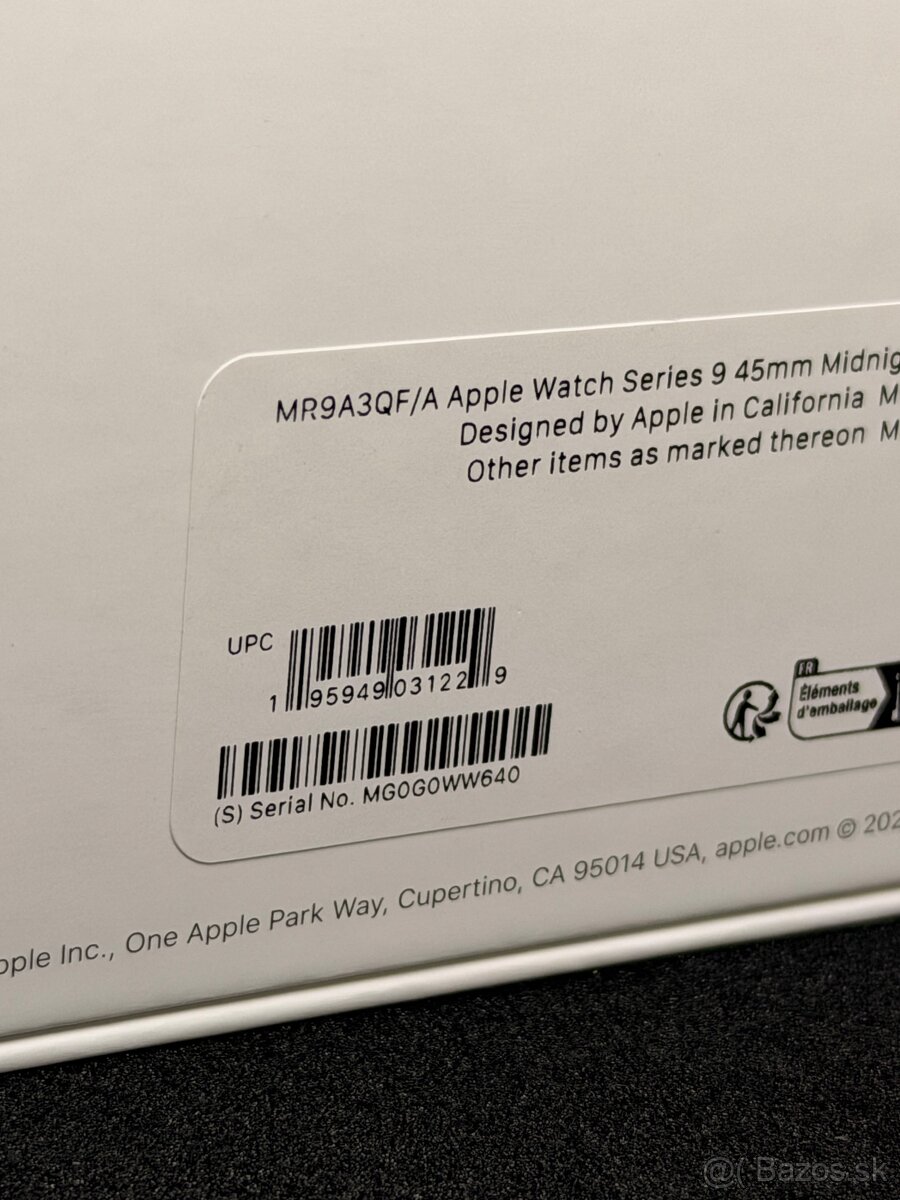 MR9A3QF/A Apple Watch Series 9 45mm Midnig
Designed by Apple in California M
Other items as marked thereon M
UPC
1 95949 03122 9
(S) Serial No. MG0G0WW640
FR
Éléments
d'emballage
pple Inc., One Apple Park Way, Cupertino, CA 95014 USA, apple.com © 202
@( Bazos.sk